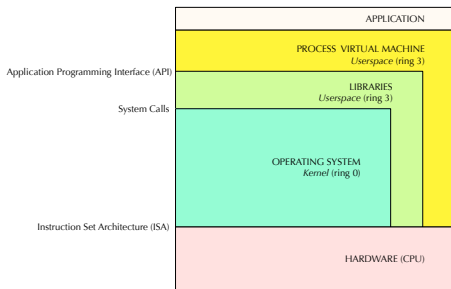 APPLICATION
PROCESS VIRTUAL MACHINE
Userspace (ring 3)
Application Programming Interface (API)
LIBRARIES
Userspace (ring 3)
System Calls
OPERATING SYSTEM
Kernel (ring 0)
Instruction Set Architecture (ISA)
HARDWARE (CPU)